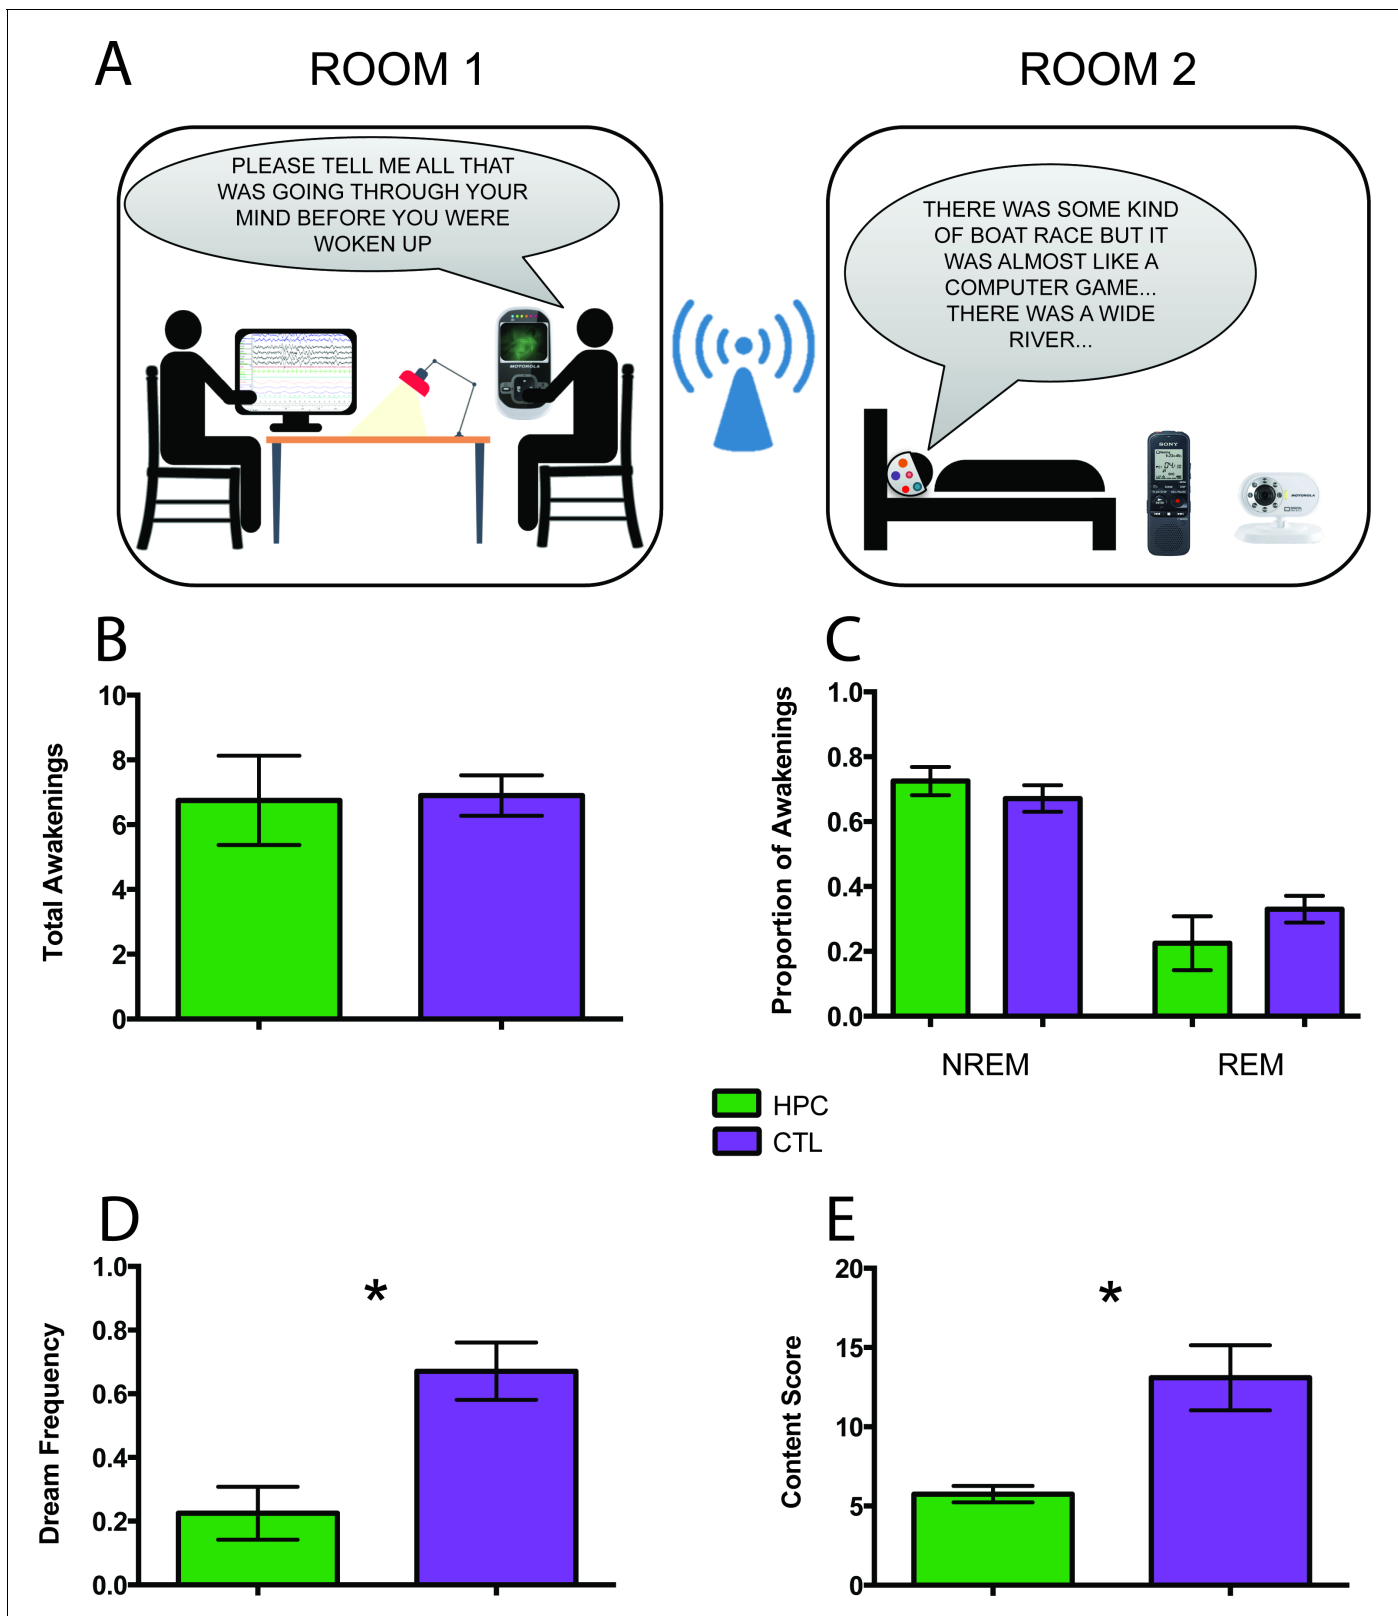 A
ROOM 1
ROOM 2
PLEASE TELL ME ALL THAT
WAS GOING THROUGH YOUR
MIND BEFORE YOU WERE
WOKEN UP
THERE WAS SOME KIND
OF BOAT RACE BUT IT
WAS ALMOST LIKE A
COMPUTER GAME...
THERE WAS A WIDE
RIVER...
MOTOROLA
SONY
MOTOROLA
B
Total Awakenings
10
8
6
4
2
0
C
Proportion of Awakenings
1.0
0.8
0.6
0.4
0.2
0.0
NREM
REM
HPC
CTL
D
Dream Frequency
1.0
0.8
0.6
0.4
0.2
0.0
*
E
Content Score
20
15
10
5
0
*